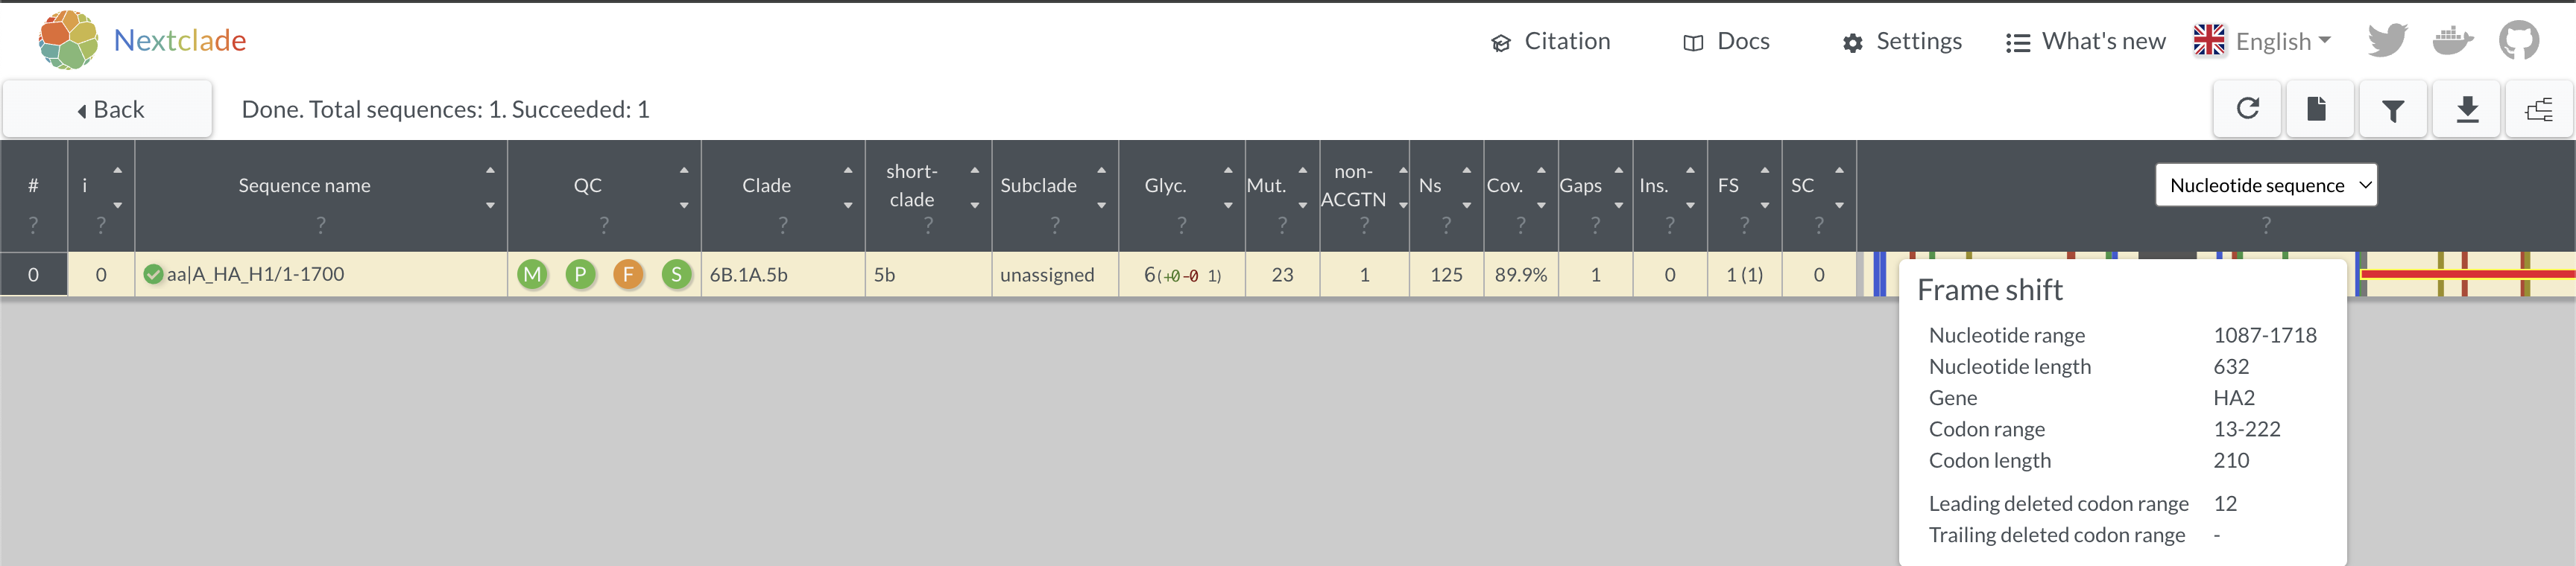 Nextclade
Citation
Docs
Settings
What's new
English
Back
Done. Total sequences: 1. Succeeded: 1
# i Sequence name QC Clade short-clade Subclade Glyc. Mut. non-ACGTN Ns Cov. Gaps Ins. FS SC Nucleotide sequence
? ? ? ? ? ? ? ? ? ? ? ? ? ? ? ? ?
0 0 aa|A_HA_H1/1-1700 M P F S 6B.1A.5b 5b unassigned 6(+0-0 1) 23 1 125 89.9% 1 0 1 (1) 0
Frame shift
Nucleotide range 1087-1718
Nucleotide length 632
Gene HA2
Codon range 13-222
Codon length 210
Leading deleted codon range 12
Trailing deleted codon range -